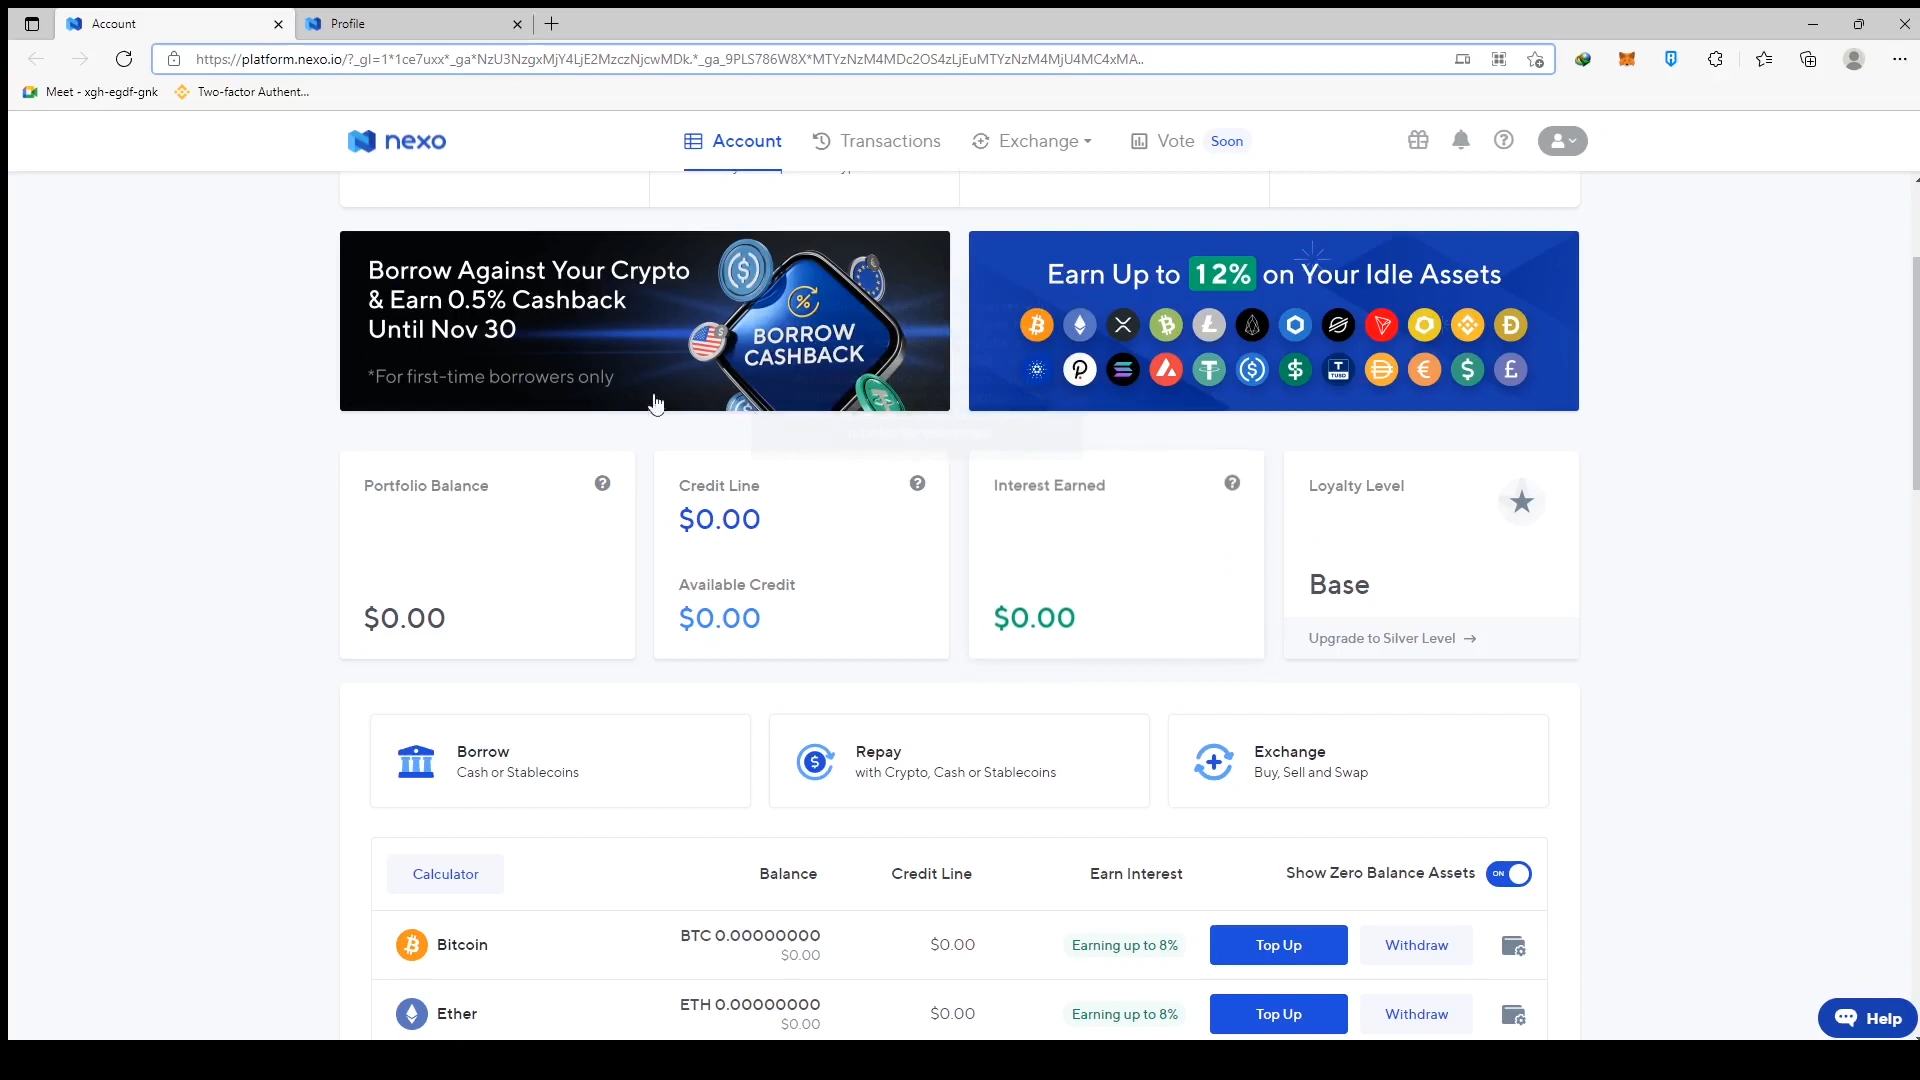 Account
Profile
https://platform.nexo.io/?_gl=1*1ce7uxx*_ga*NzU3NzgxMjY4LjE2MzczNjcwMDk.*_ga_9PLS786W8X*MTYzNzM4MDc2OS4zLjEuMTYzNzM4MjU4MC4xMA..
Meet - xgh-egdf-gnk
Two-factor Authent...
nexo
Account
Transactions
Exchange
Vote
Soon
Borrow Against Your Crypto
& Earn 0.5% Cashback
Until Nov 30
*For first-time borrowers only
BORROW
CASHBACK
Earn Up to 12% on Your Idle Assets
TUSD
Portfolio Balance
$0.00
Credit Line
$0.00
Available Credit
$0.00
Interest Earned
$0.00
Loyalty Level
Base
Upgrade to Silver Level →
Borrow
Cash or Stablecoins
Repay
with Crypto, Cash or Stablecoins
Exchange
Buy, Sell and Swap
Calculator
Balance
Credit Line
Earn Interest
Show Zero Balance Assets
ON
Bitcoin
BTC 0.00000000
$0.00
$0.00
Earning up to 8%
Top Up
Withdraw
Ether
ETH 0.00000000
$0.00
$0.00
Earning up to 8%
Top Up
Withdraw
Help